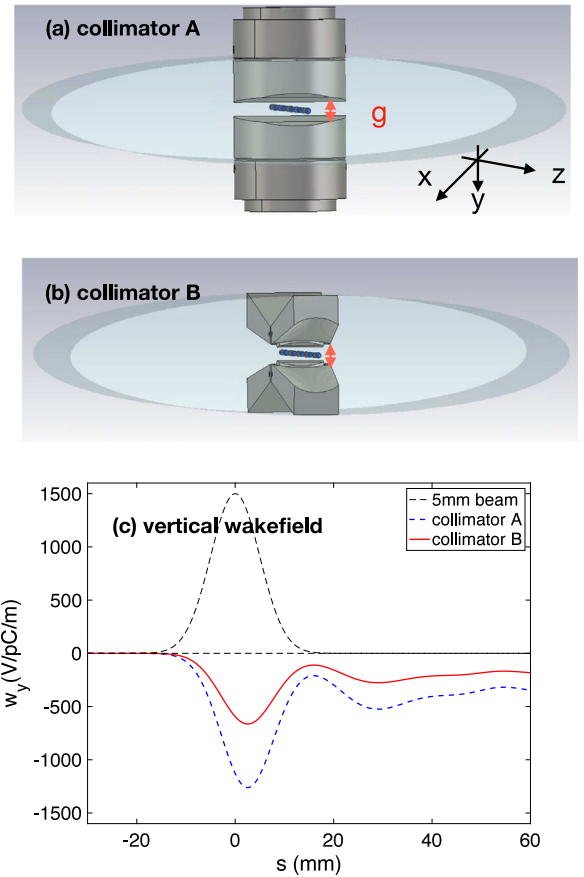 (a) collimator A
g
x
y
z
(b) collimator B
(c) vertical wakefield
5mm beam
collimator A
collimator B
1500
1000
500
0
-500
-1000
-1500
w_y(V/pC/m)
-20
0
20
40
60
s (mm)